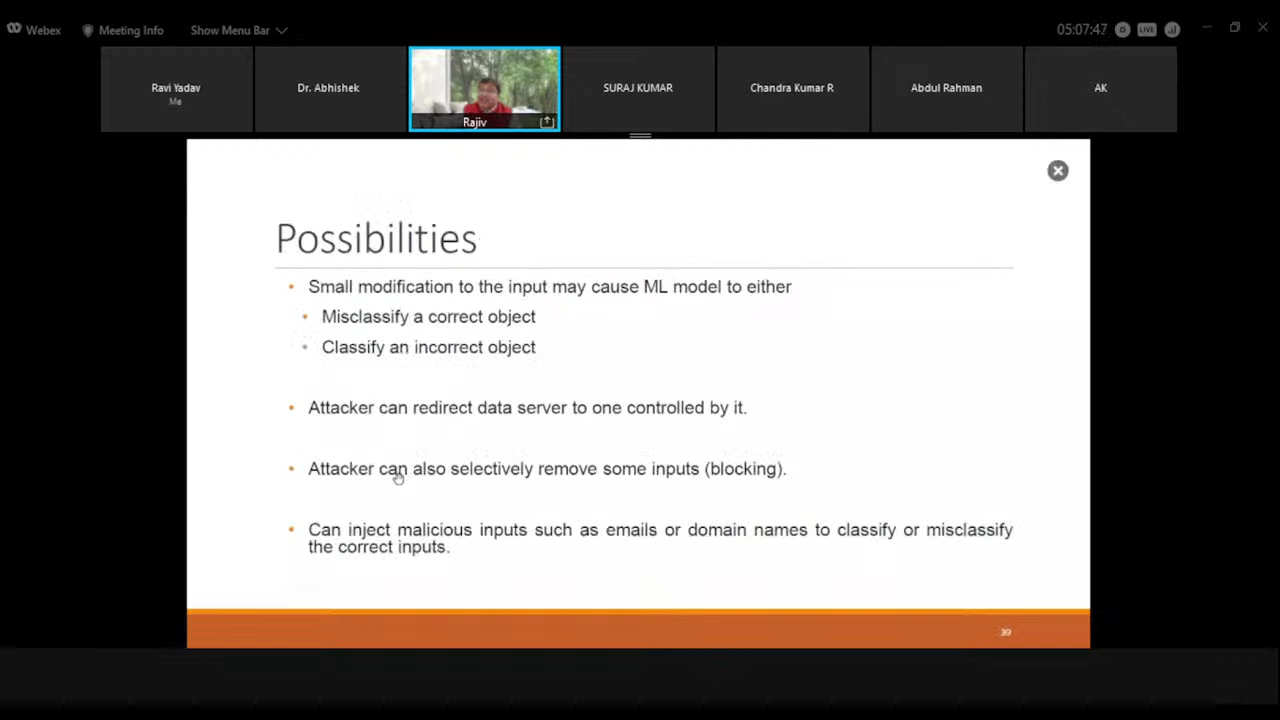 Webex
Meeting Info
Show Menu Bar
05:07:47
LIVE
Ravi Yadav
Me
Dr. Abhishek
Rajiv
SURAJ KUMAR
Chandra Kumar R
Abdul Rahman
AK
Possibilities
• Small modification to the input may cause ML model to either
• Misclassify a correct object
• Classify an incorrect object
• Attacker can redirect data server to one controlled by it.
• Attacker can also selectively remove some inputs (blocking).
• Can inject malicious inputs such as emails or domain names to classify or misclassify
the correct inputs.
39